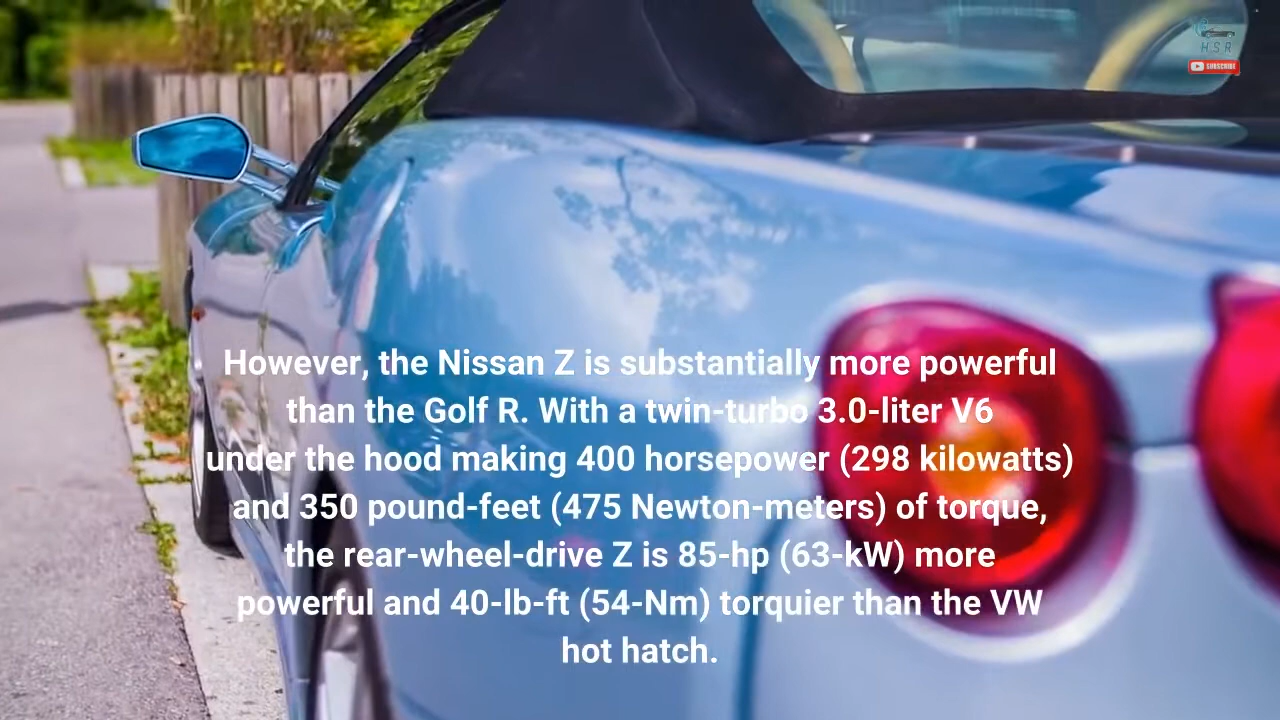 HSR
SUBSCRIBE
However, the Nissan Z is substantially more powerful
than the Golf R. With a twin-turbo 3.0-liter V6
under the hood making 400 horsepower (298 kilowatts)
and 350 pound-feet (475 Newton-meters) of torque,
the rear-wheel-drive Z is 85-hp (63-kW) more
powerful and 40-lb-ft (54-Nm) torquier than the VW
hot hatch.